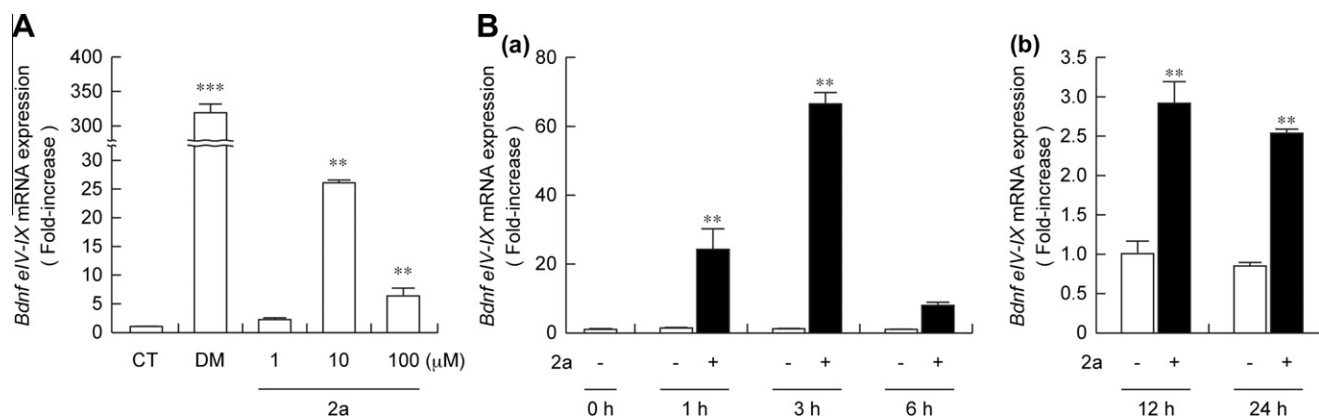 A
Bdnf eIV-IX mRNA expression
( Fold-increase )
400
350
300
30
25
20
15
10
5
0
***
**
**
CT DM 1 10 100 (μM)
2a
B
(a)
Bdnf eIV-IX mRNA expression
( Fold-increase )
80
60
40
20
0
**
**
2a - - + - + - +
0 h 1 h 3 h 6 h
(b)
Bdnf eIV-IX mRNA expression
( Fold-increase )
3.5
3.0
2.5
2.0
1.5
1.0
0.5
0
**
**
2a - + - +
12 h 24 h